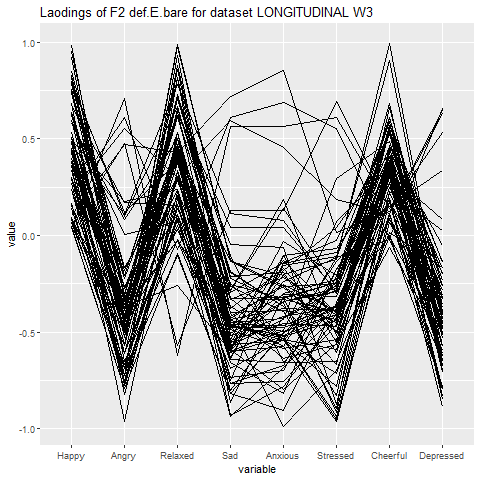 Laodings of F2 def.E.bare for dataset LONGITUDINAL W3
1.0
0.5
0.0
-0.5
-1.0
value
Happy Angry Relaxed Sad Anxious Stressed Cheerful Depressed
variable